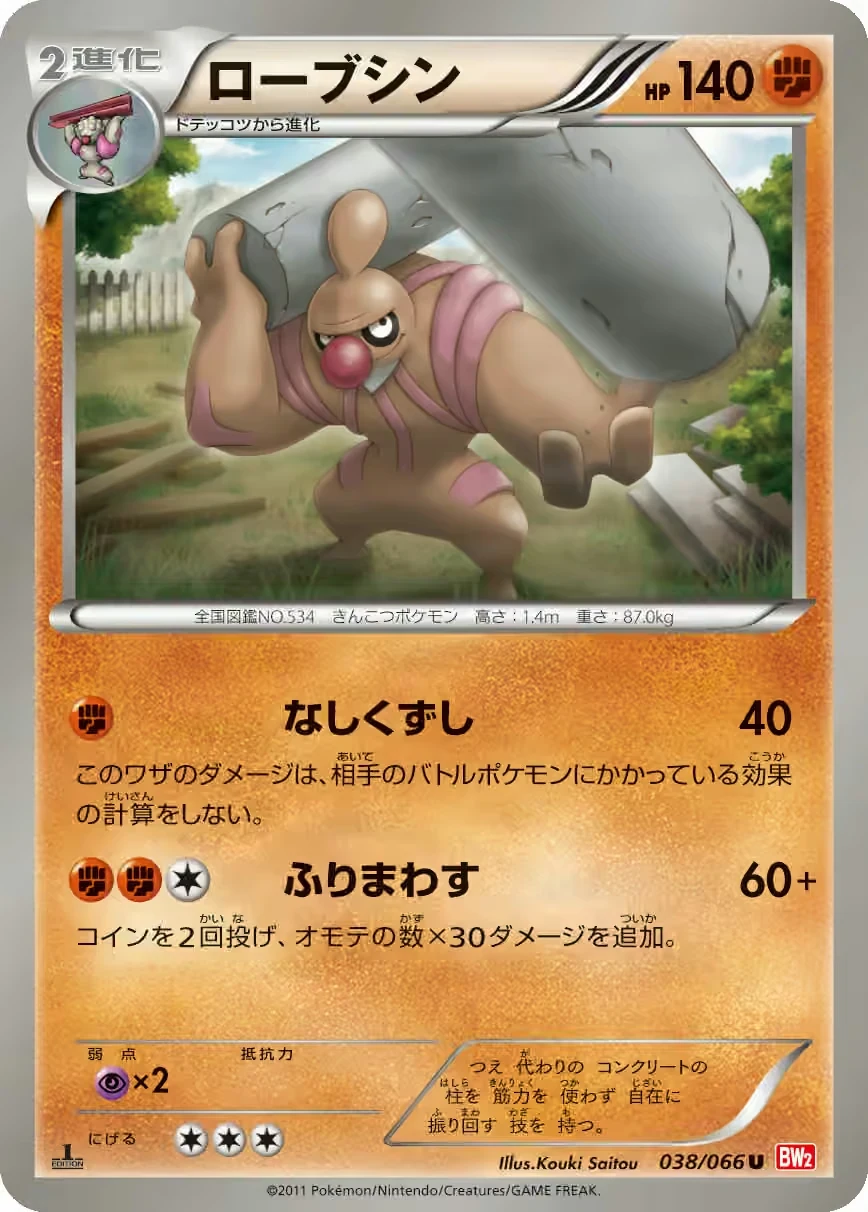 2進化
ローブシン
HP 140
ドテッコツから進化
全国図鑑NO.534 きんこつポケモン 高さ：1.4m 重さ：87.0kg
なしくずし 40
このワザのダメージは、相手のバトルポケモンにかかっている効果
の計算をしない。
ふりまわす 60+
コインを2回投げ、オモテの数×30ダメージを追加。
弱点 抵抗力
×2
にげる
つえ 代わりの コンクリートの
柱を 筋力を 使わず 自在に
振り回す 技を 持つ。
1 EDITION
Illus.Kouki Saitou 038/066 U BW2
©2011 Pokémon/Nintendo/Creatures/GAME FREAK.